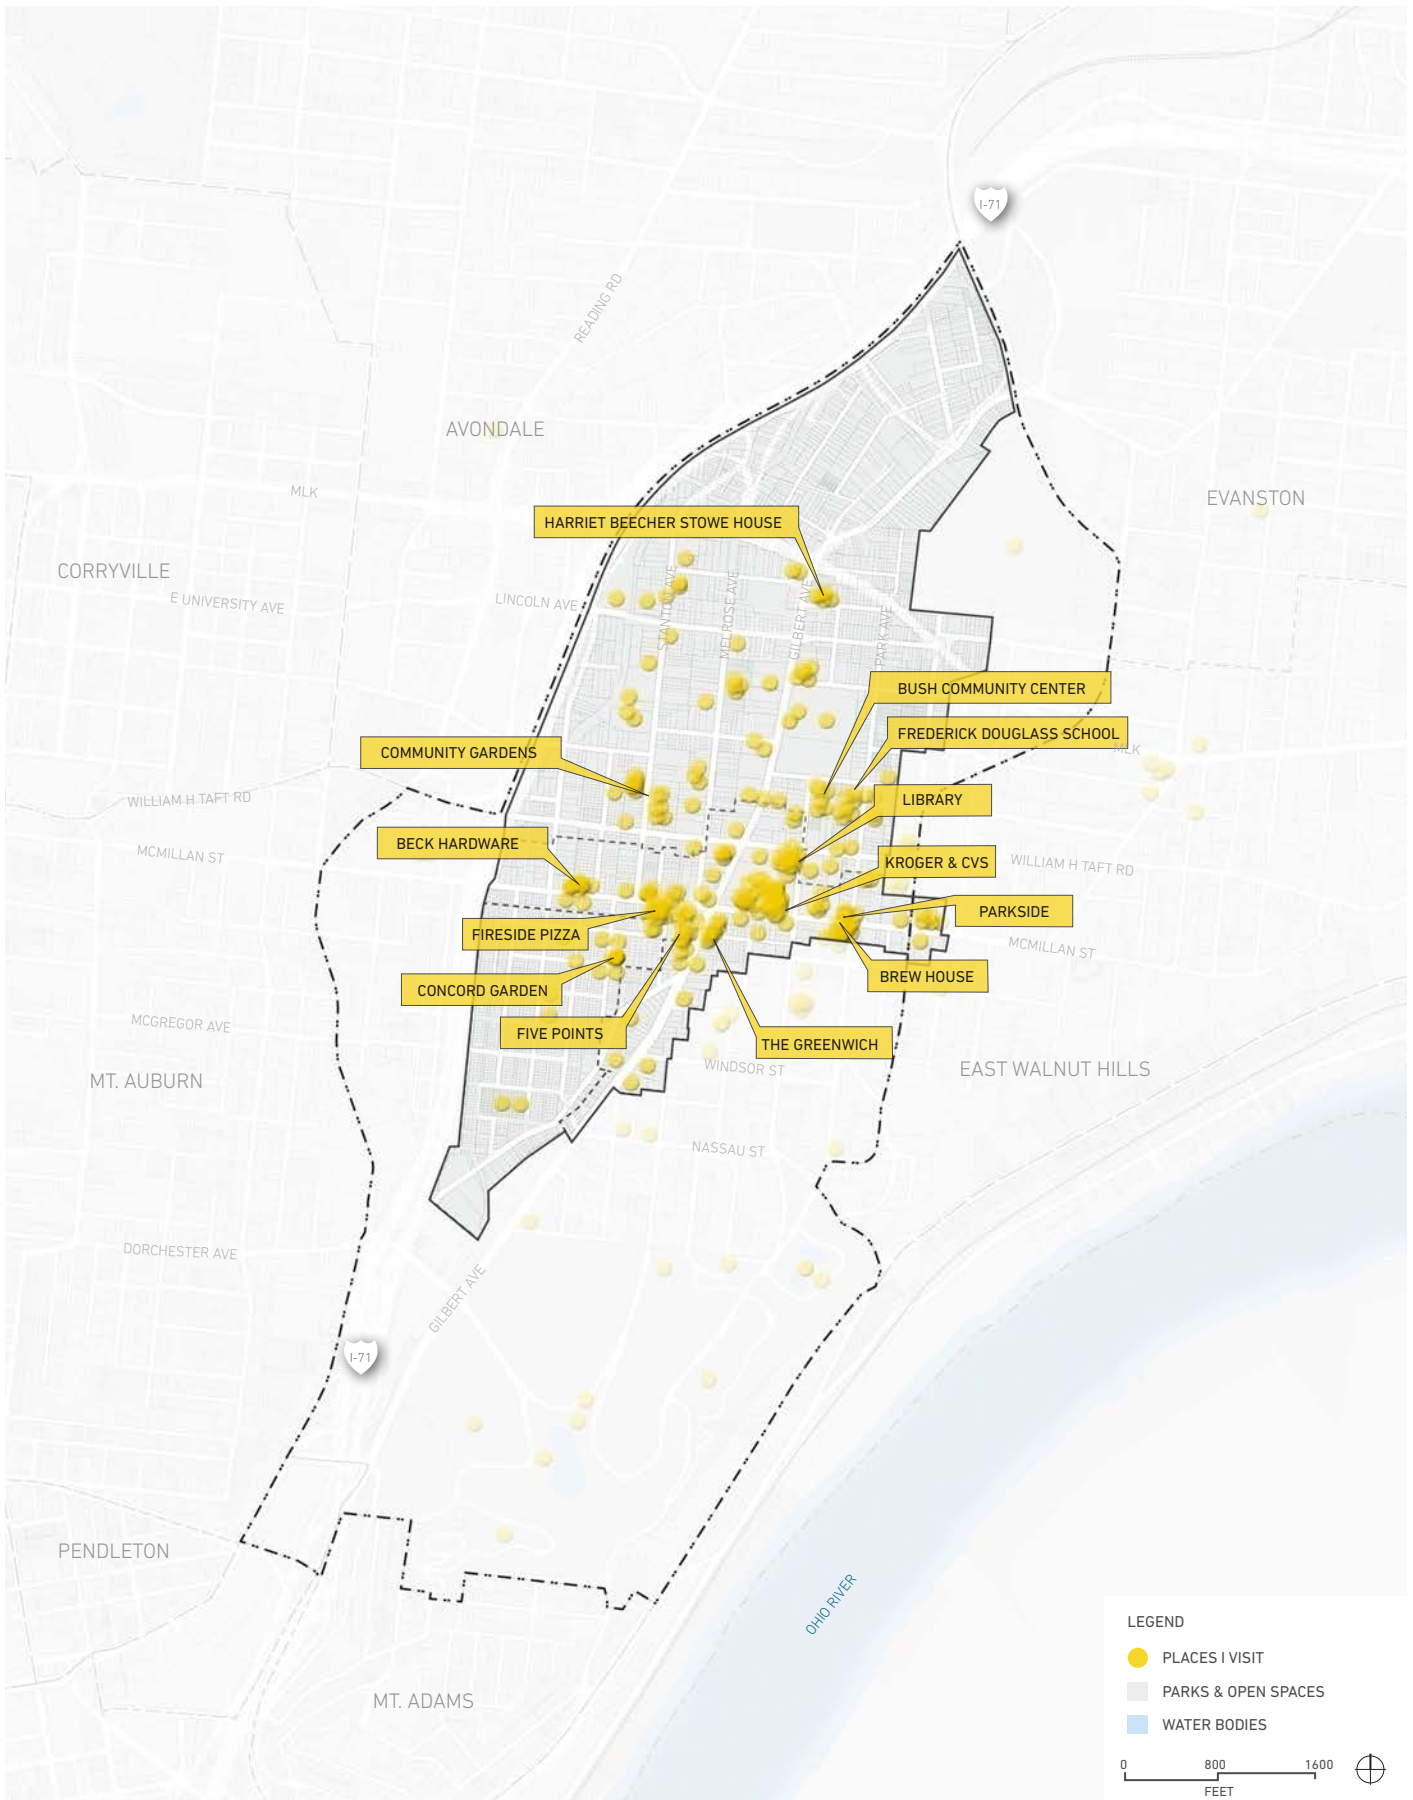 I-71
READING RD
AVONDALE
MLK
EVANSTON
HARRIET BEECHER STOWE HOUSE
CORRYVILLE
E UNIVERSITY AVE
LINCOLN AVE
STANTON AVE
MELROSE AVE
GILBERT AVE
PARK AVE
BUSH COMMUNITY CENTER
FREDERICK DOUGLASS SCHOOL
MLK
COMMUNITY GARDENS
WILLIAM H TAFT RD
LIBRARY
BECK HARDWARE
MCMILLAN ST
KROGER & CVS
WILLIAM H TAFT RD
PARKSIDE
FIRESIDE PIZZA
MCMILLAN ST
BREW HOUSE
CONCORD GARDEN
MCGREGOR AVE
FIVE POINTS
THE GREENWICH
WINDSOR ST
EAST WALNUT HILLS
MT. AUBURN
NASSAU ST
DORCHESTER AVE
GILBERT AVE
I-71
PENDLETON
OHIO RIVER
MT. ADAMS
LEGEND
PLACES I VISIT
PARKS & OPEN SPACES
WATER BODIES
0 800 1600
FEET